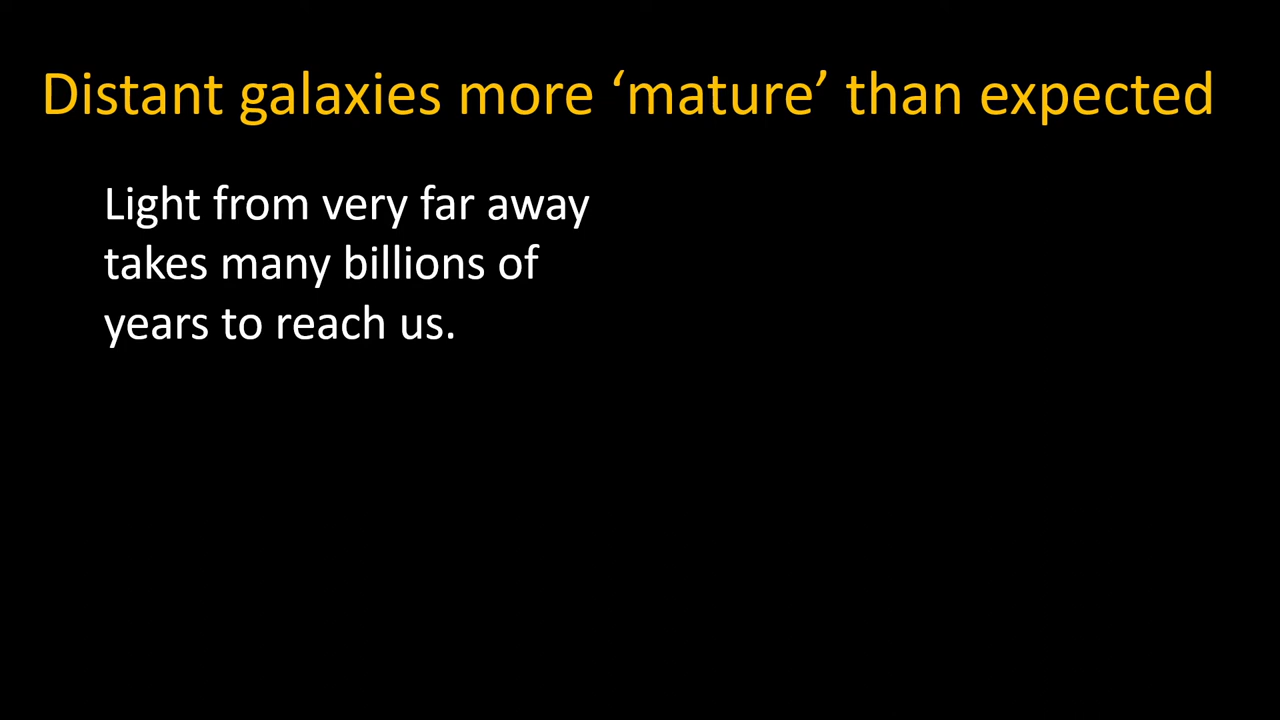 Distant galaxies more ‘mature’ than expected
Light from very far away
takes many billions of
years to reach us.